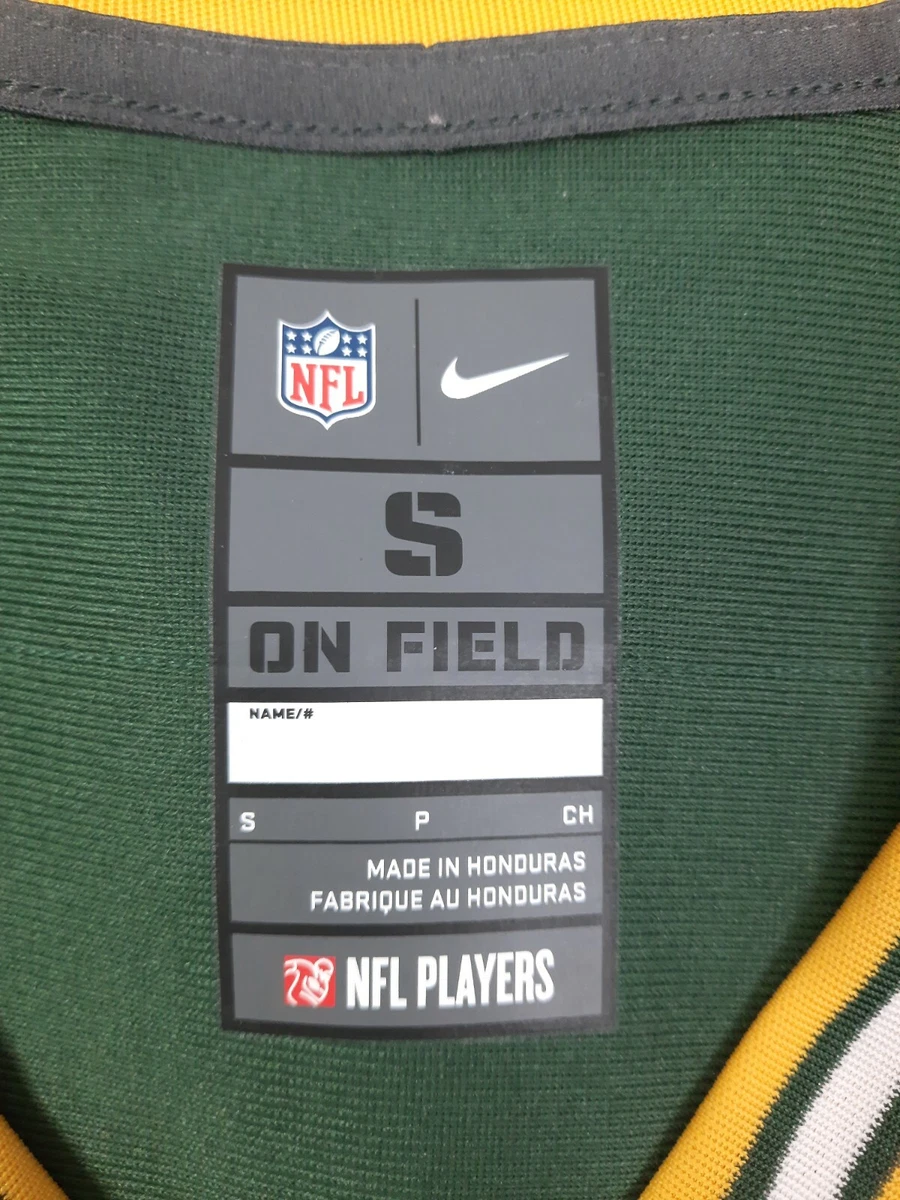 NFL
S
ON FIELD
NAME/#
S P CH
MADE IN HONDURAS
FABRIQUE AU HONDURAS
NFL PLAYERS